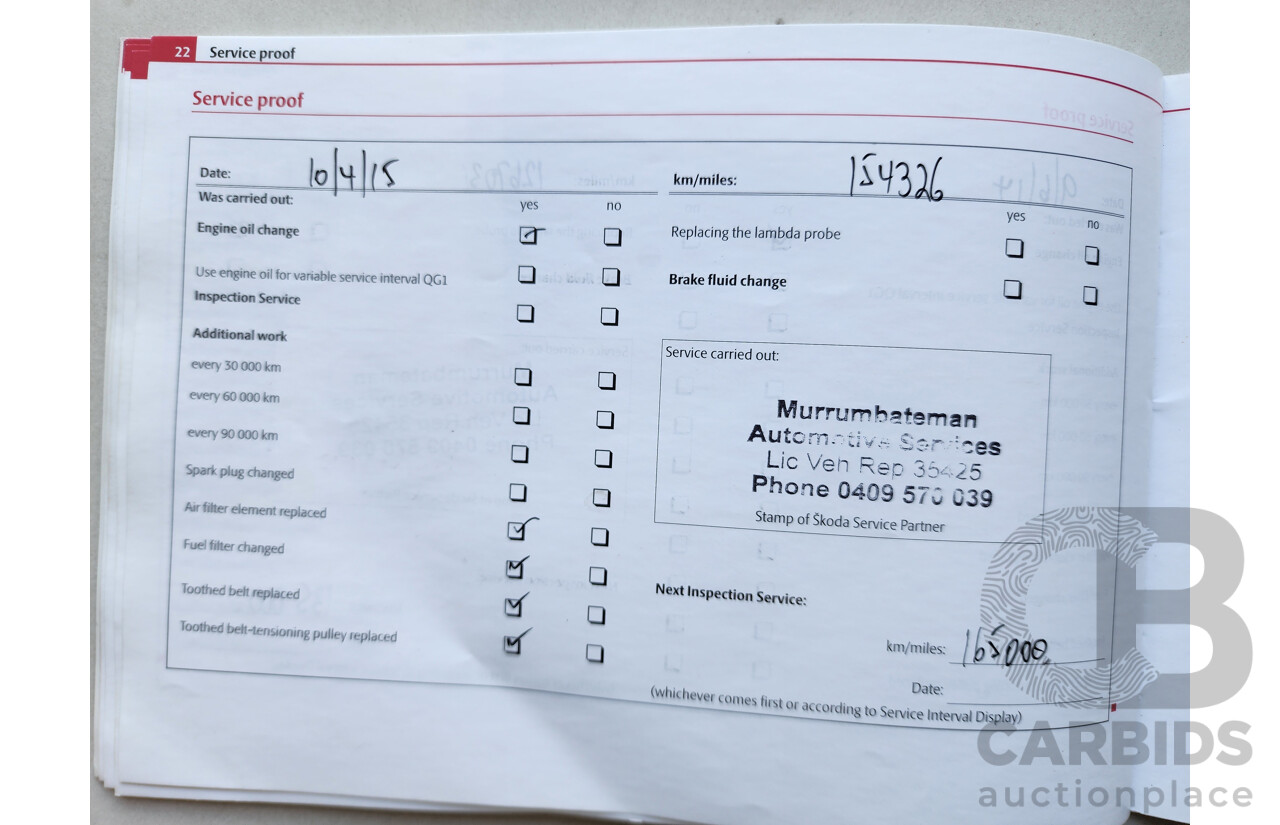 22 Service proof
Service proof
Date: 10/4/15 km/miles: 154326
Was carried out: yes no yes no
Engine oil change Replacing the lambda probe
Use engine oil for variable service interval QG1 Brake fluid change
Inspection Service
Additional work
every 30 000 km
every 60 000 km
every 90 000 km
Spark plug changed
Air filter element replaced
Fuel filter changed
Toothed belt replaced
Toothed belt-tensioning pulley replaced
Service carried out:
Murrumbateman
Automotive Services
Lic Ven Rep 35425
Phone 0409 570 039
Stamp of Škoda Service Partner
Next Inspection Service:
km/miles: 165000
Date:
(whichever comes first or according to Service Interval Display)
CB
CARBIDS
auctionplace